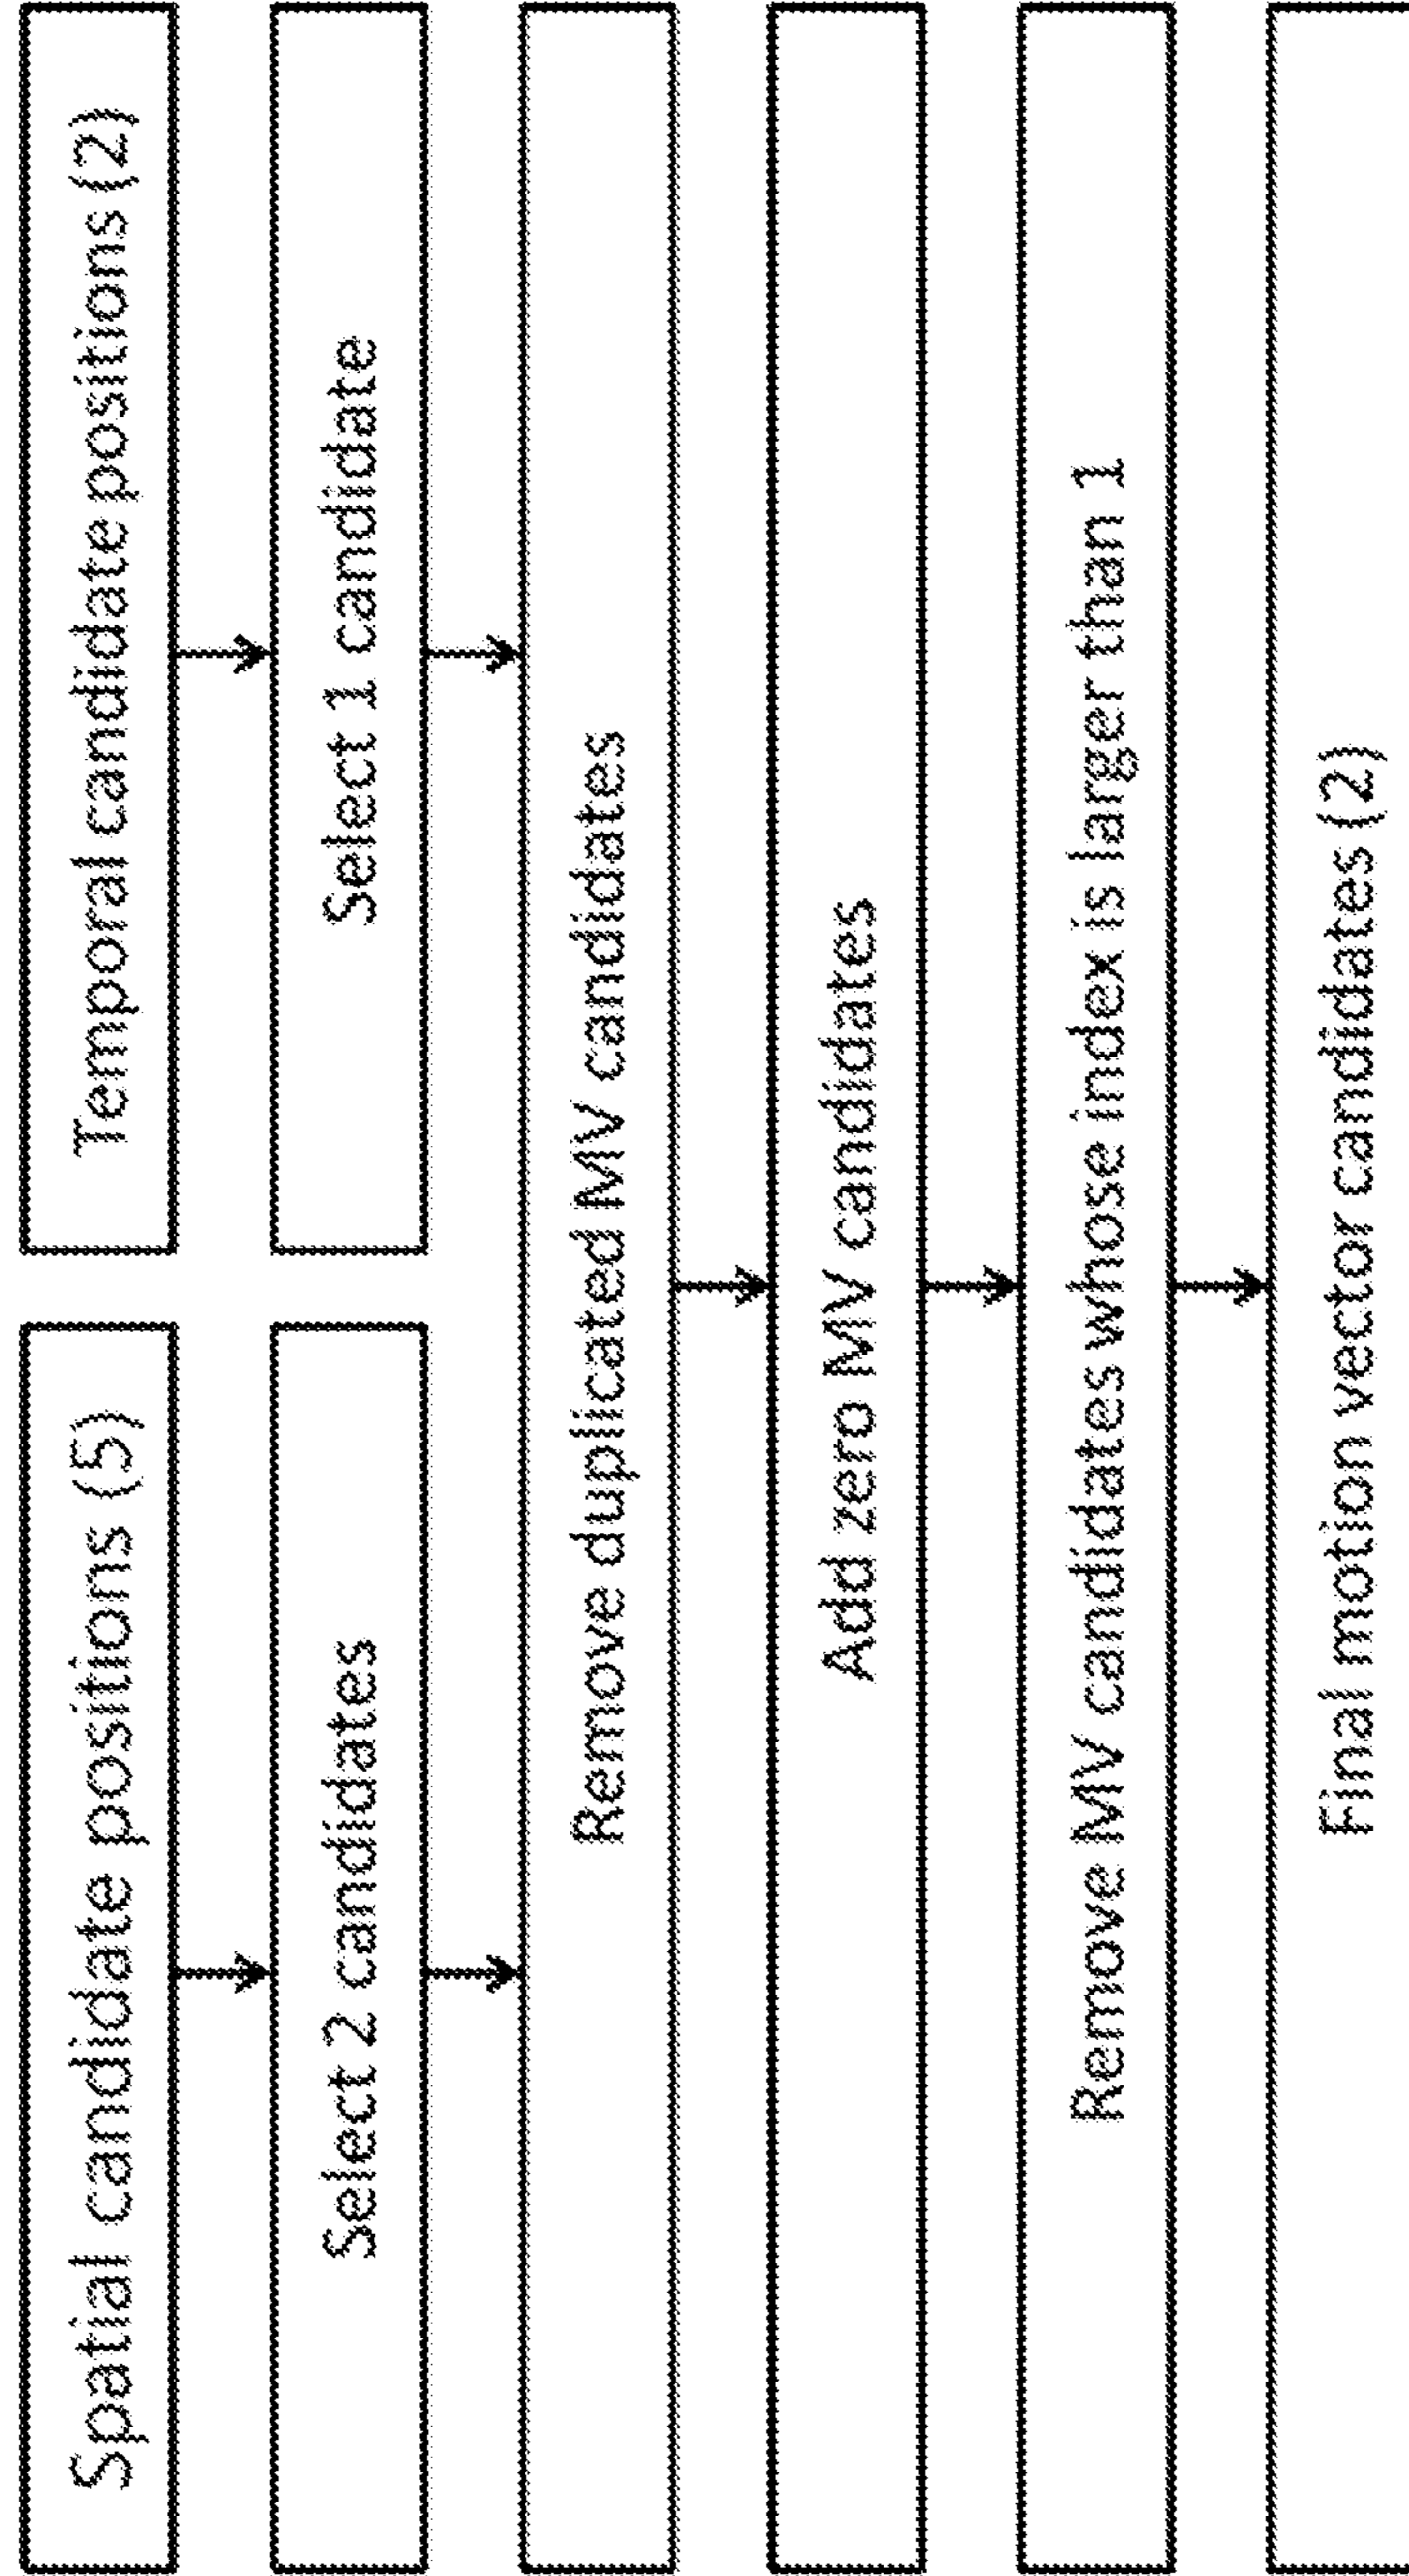 Spatial candidate positions (5)
Temporal candidate positions (2)
Select 2 candidates
Select 1 candidate
Remove duplicated MV candidates
Add zero MV candidates
Remove MV candidates whose index is larger than 1
Final motion vector candidates (2)